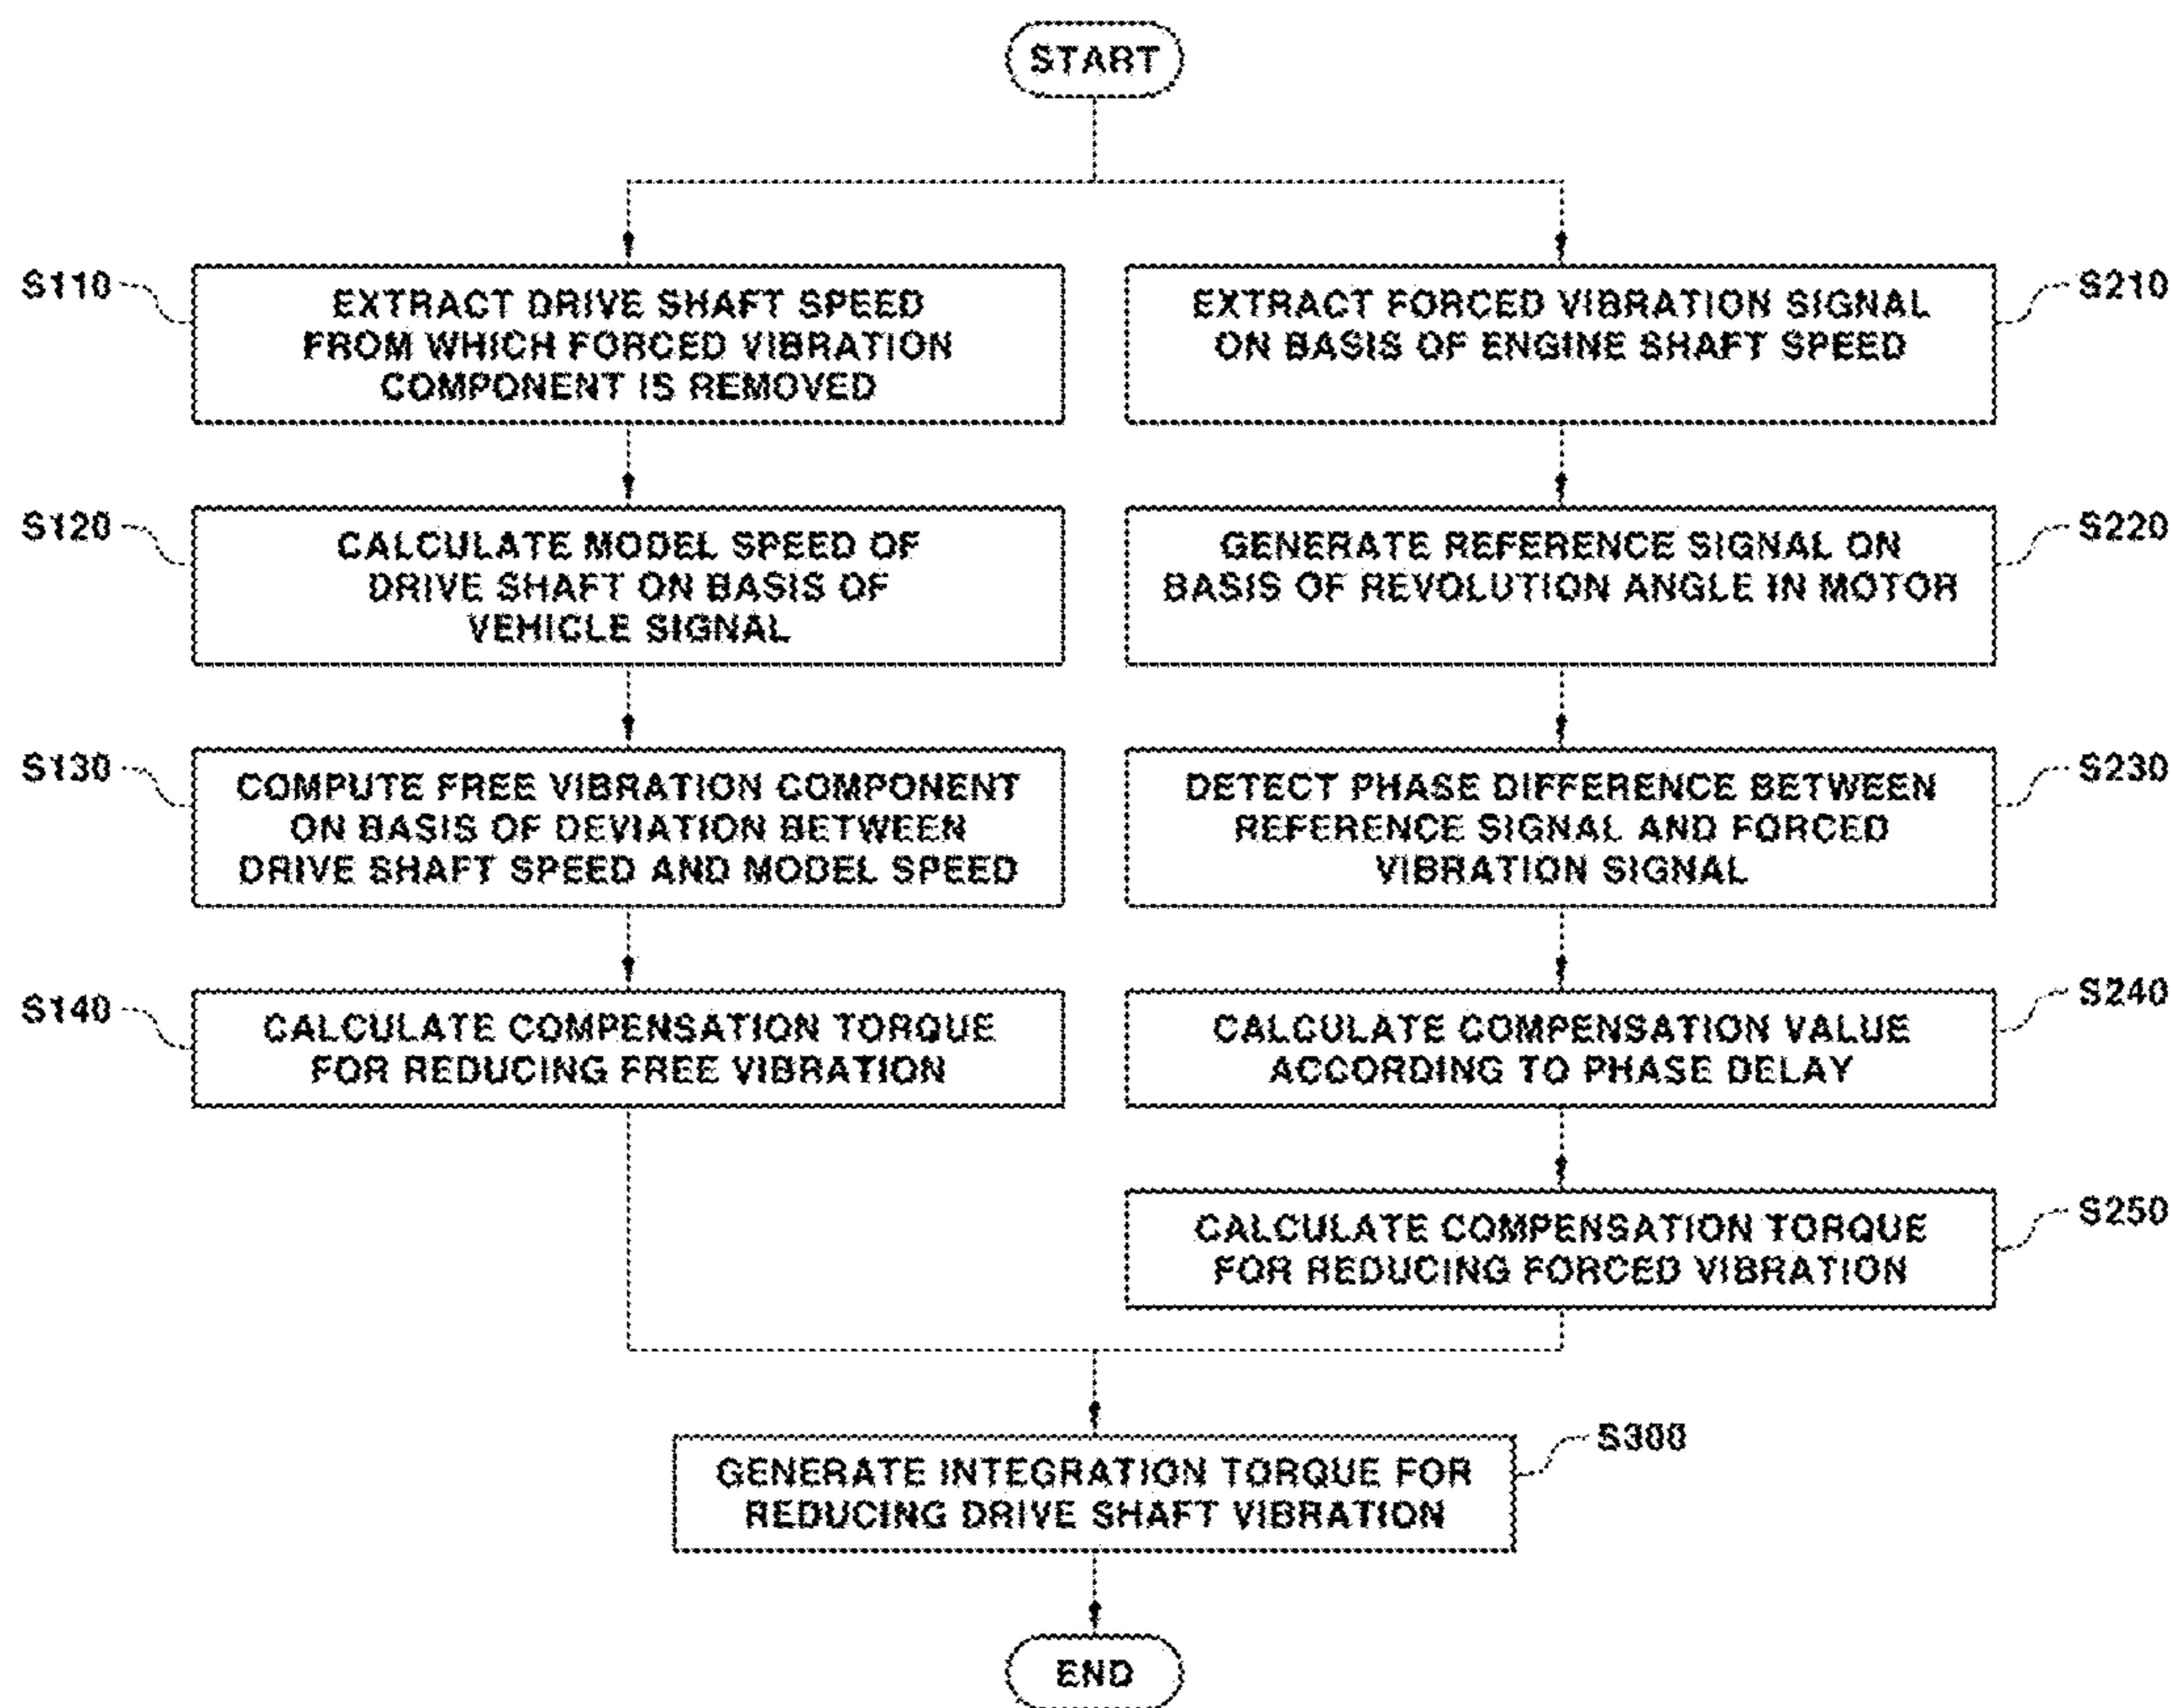 START
S110
EXTRACT DRIVE SHAFT SPEED
FROM WHICH FORCED VIBRATION
COMPONENT IS REMOVED
EXTRACT FORCED VIBRATION SIGNAL
ON BASIS OF ENGINE SHAFT SPEED
S210
S120
CALCULATE MODEL SPEED OF
DRIVE SHAFT ON BASIS OF
VEHICLE SIGNAL
GENERATE REFERENCE SIGNAL ON
BASIS OF REVOLUTION ANGLE IN MOTOR
S220
S130
COMPUTE FREE VIBRATION COMPONENT
ON BASIS OF DEVIATION BETWEEN
DRIVE SHAFT SPEED AND MODEL SPEED
DETECT PHASE DIFFERENCE BETWEEN
REFERENCE SIGNAL AND FORCED
VIBRATION SIGNAL
S230
S140
CALCULATE COMPENSATION TORQUE
FOR REDUCING FREE VIBRATION
CALCULATE COMPENSATION VALUE
ACCORDING TO PHASE DELAY
S240
CALCULATE COMPENSATION TORQUE
FOR REDUCING FORCED VIBRATION
S250
GENERATE INTEGRATION TORQUE FOR
REDUCING DRIVE SHAFT VIBRATION
S300
END